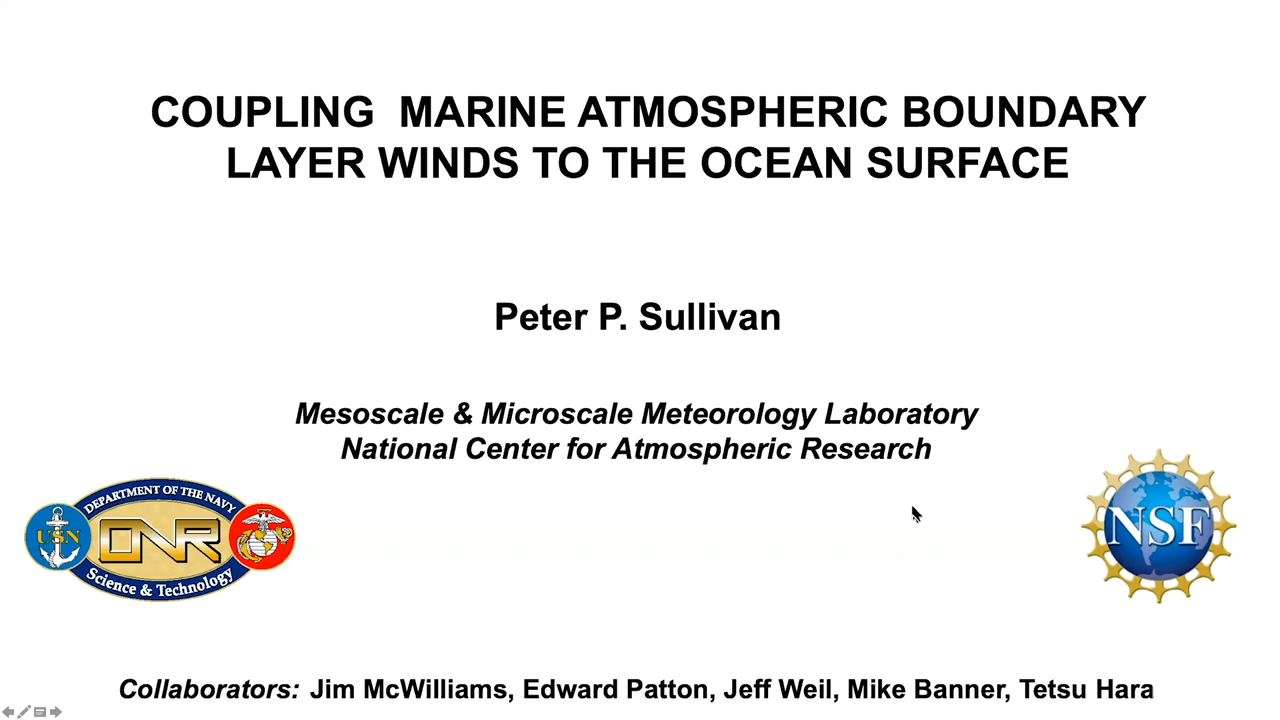 COUPLING MARINE ATMOSPHERIC BOUNDARY
LAYER WINDS TO THE OCEAN SURFACE
Peter P. Sullivan
Mesoscale & Microscale Meteorology Laboratory
National Center for Atmospheric Research
DEPARTMENT OF THE NAVY
USN
ONR
Science & Technology
NSF
Collaborators: Jim McWilliams, Edward Patton, Jeff Weil, Mike Banner, Tetsu Hara